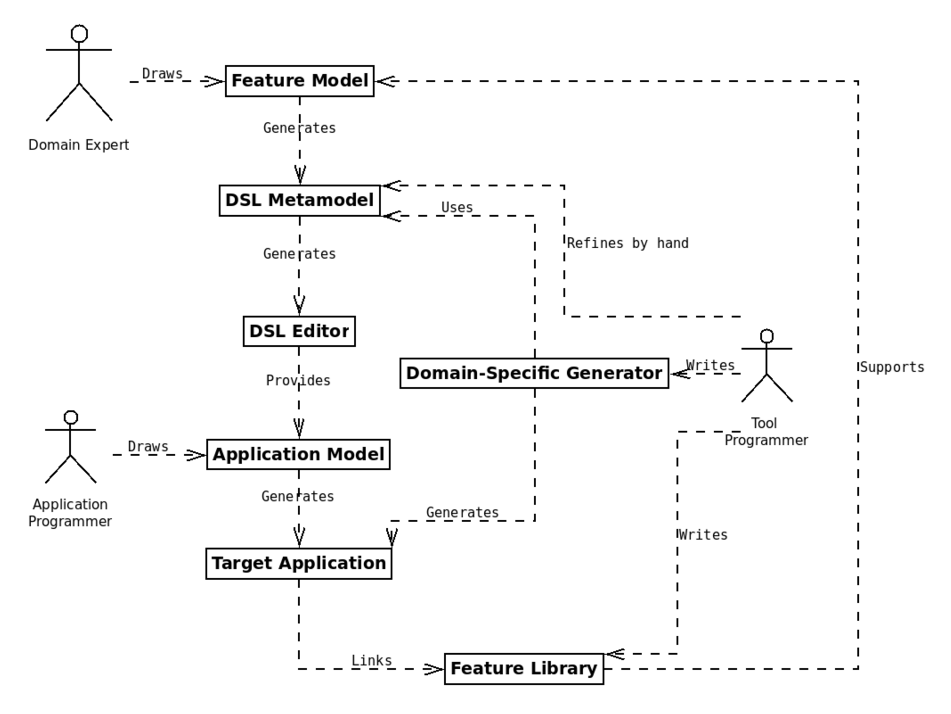 Draws
Feature Model
Domain Expert
Generates
DSL Metamodel
Uses
Refines by hand
Generates
DSL Editor
Domain-Specific Generator
Writes
Supports
Provides
Tool
Programmer
Draws
Application Model
Application
Programmer
Generates
Generates
Writes
Target Application
Links
Feature Library